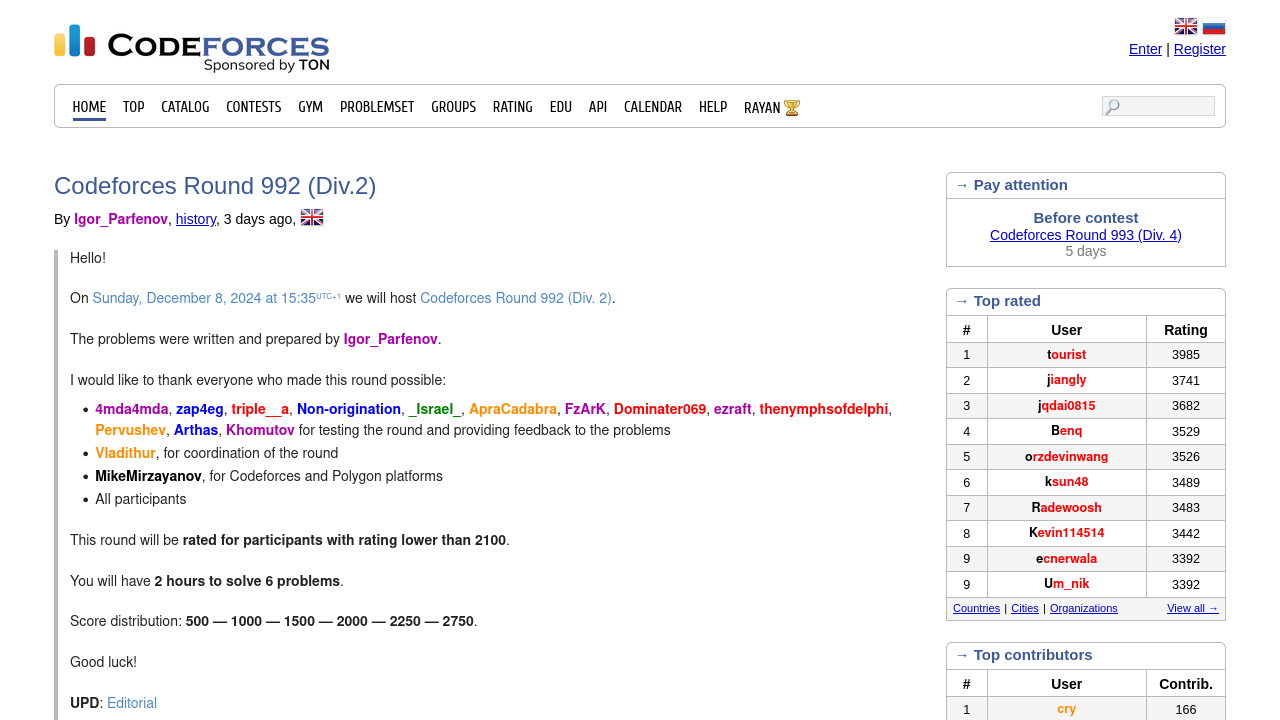 CODEFORCES
Sponsored by TON
Enter | Register
HOME TOP CATALOG CONTESTS GYM PROBLEMSET GROUPS RATING EDU API CALENDAR HELP RAYAN
Codeforces Round 992 (Div.2)
By Igor_Parfenov, history, 3 days ago,
Hello!
On Sunday, December 8, 2024 at 15:35UTC+1 we will host Codeforces Round 992 (Div. 2).
The problems were written and prepared by Igor_Parfenov.
I would like to thank everyone who made this round possible:
• 4mda4mda, zap4eg, triple__a, Non-origination, _Israel_, ApraCadabra, FzArK, Dominater069, ezraft, thenymphsofdelphi,
Pervushev, Arthas, Khomutov for testing the round and providing feedback to the problems
• Vladithur, for coordination of the round
• MikeMirzayanov, for Codeforces and Polygon platforms
• All participants
This round will be rated for participants with rating lower than 2100.
You will have 2 hours to solve 6 problems.
Score distribution: 500 — 1000 — 1500 — 2000 — 2250 — 2750.
Good luck!
UPD: Editorial
→ Pay attention
Before contest
Codeforces Round 993 (Div. 4)
5 days
→ Top rated
# User Rating
1 tourist 3985
2 jiangly 3741
3 jqdai0815 3682
4 Benq 3529
5 orzdevinwang 3526
6 ksun48 3489
7 Radewoosh 3483
8 Kevin114514 3442
9 ecnerwala 3392
9 Um_nik 3392
Countries | Cities | Organizations View all →
→ Top contributors
# User Contrib.
1 cry 166